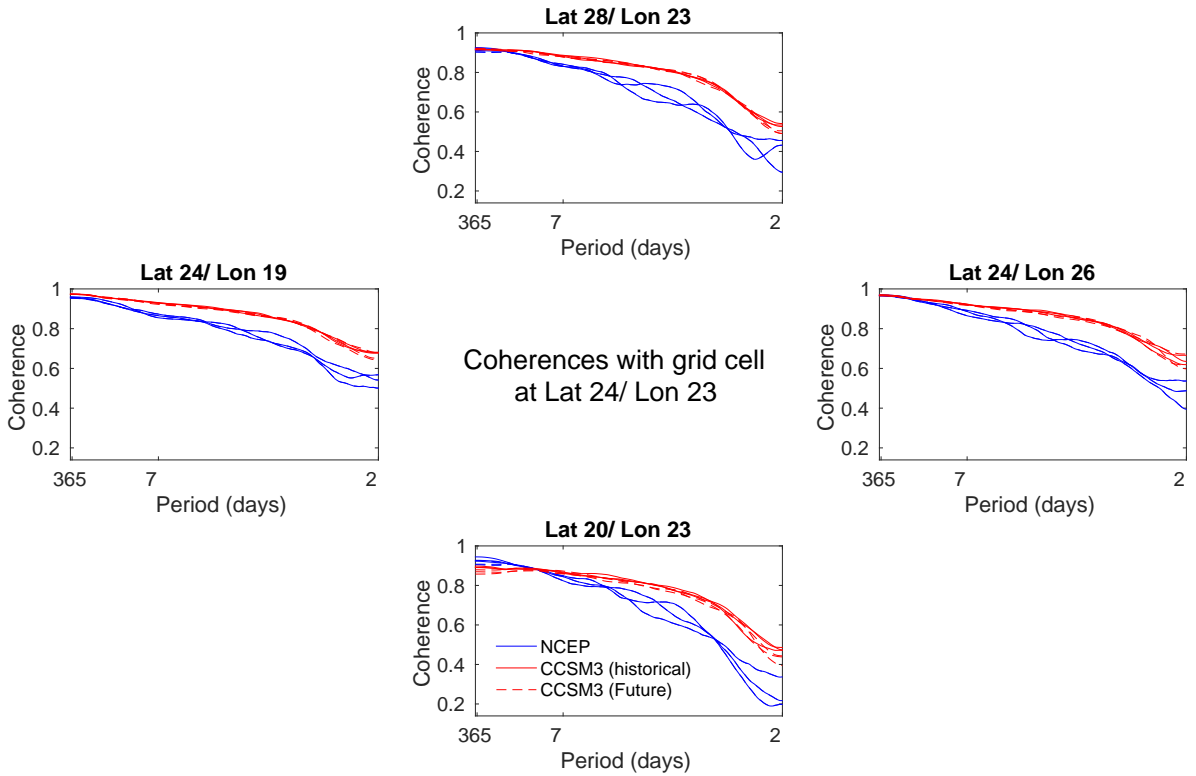 Lat 28/ Lon 23
1
0.8
0.6
0.4
0.2
Coherence
365 7 2
Period (days)
Lat 24/ Lon 19
1
0.8
0.6
0.4
0.2
Coherence
365 7 2
Period (days)
Coherences with grid cell
at Lat 24/ Lon 23
Lat 24/ Lon 26
1
0.8
0.6
0.4
0.2
Coherence
365 7 2
Period (days)
Lat 20/ Lon 23
1
0.8
0.6
0.4
0.2
Coherence
NCEP
CCSM3 (historical)
CCSM3 (Future)
365 7 2
Period (days)